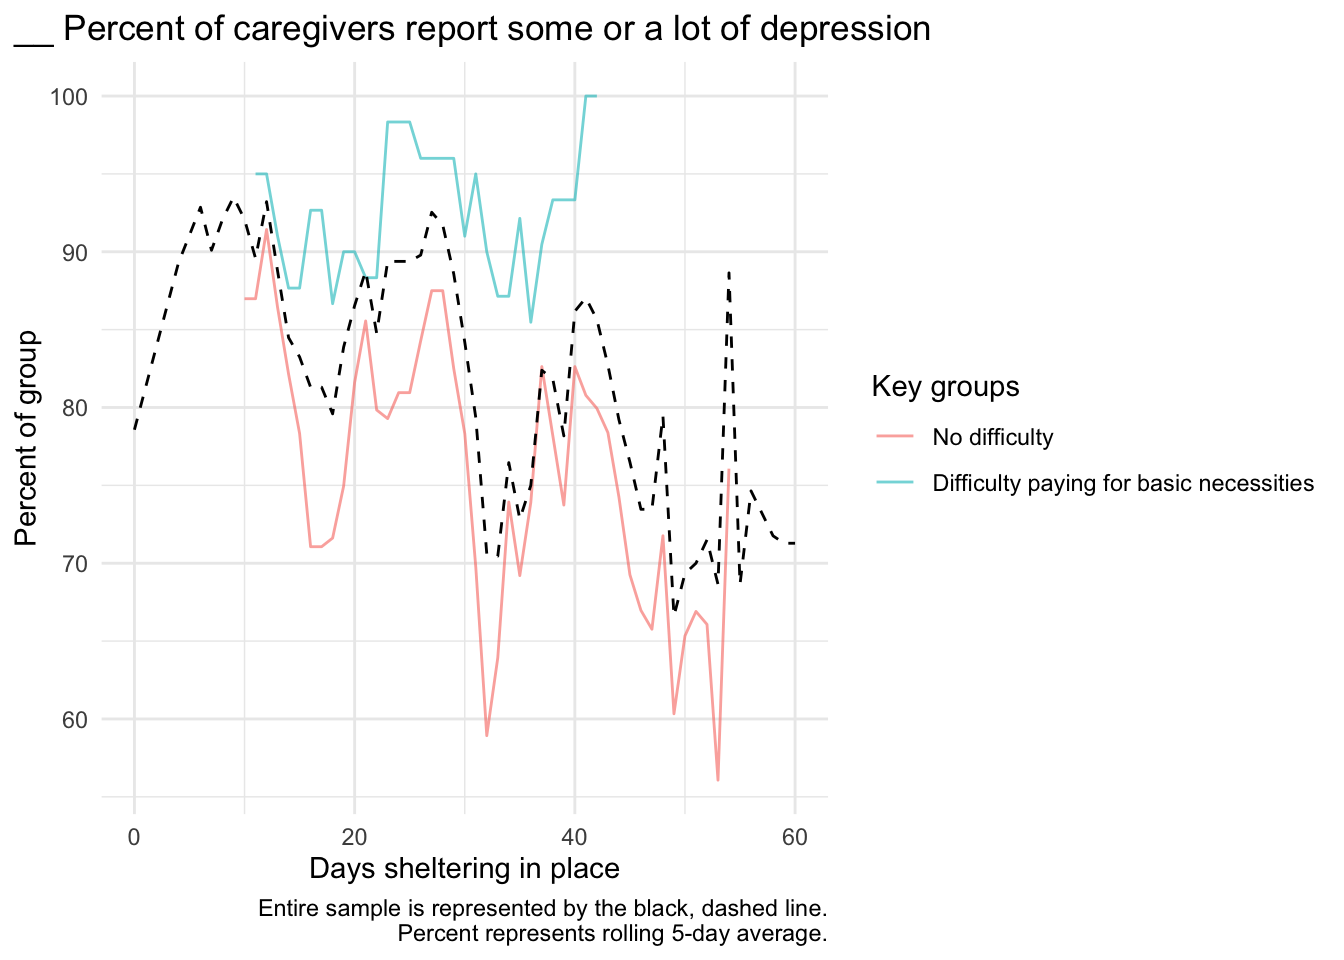 __ Percent of caregivers report some or a lot of depression
Percent of group
100
90
80
70
60
0
20
40
60
Days sheltering in place
Key groups
No difficulty
Difficulty paying for basic necessities
Entire sample is represented by the black, dashed line.
Percent represents rolling 5-day average.